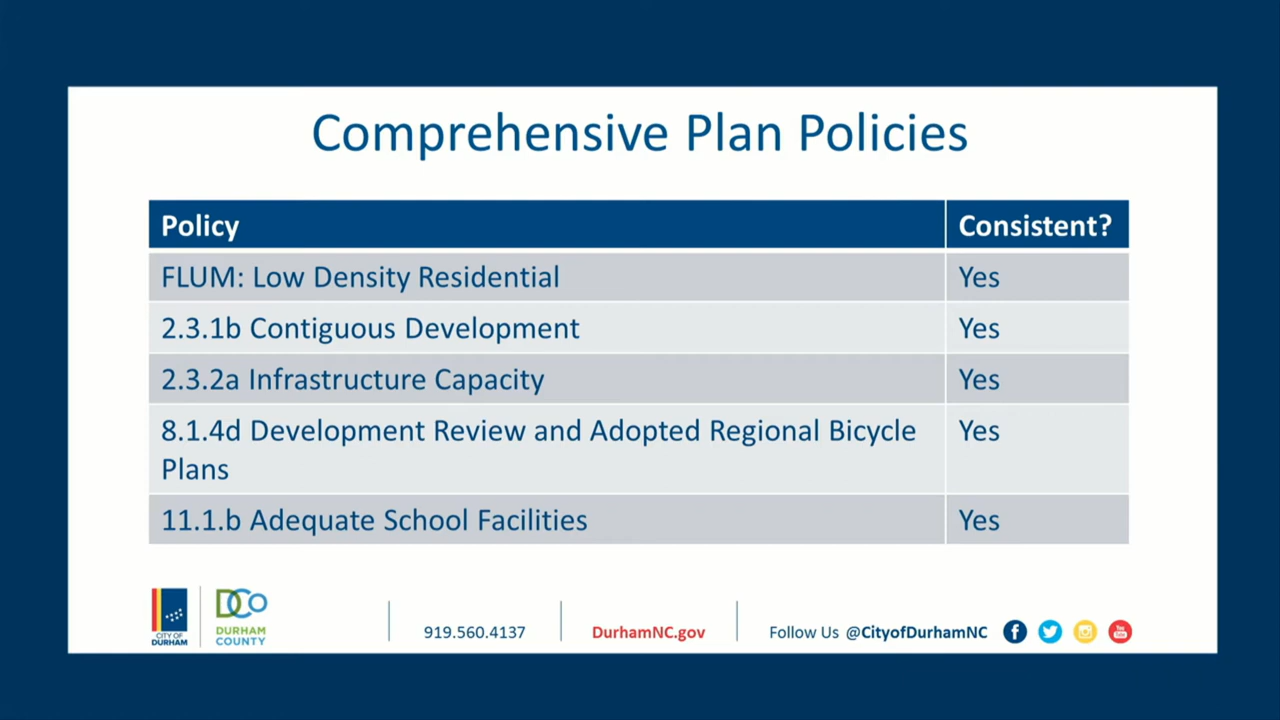 Comprehensive Plan Policies
Policy Consistent?
FLUM: Low Density Residential Yes
2.3.1b Contiguous Development Yes
2.3.2a Infrastructure Capacity Yes
8.1.4d Development Review and Adopted Regional Bicycle Yes
Plans
11.1.b Adequate School Facilities Yes
CITY OF
DURHAM
DCo
DURHAM
COUNTY
919.560.4137
DurhamNC.gov
Follow Us @CityofDurhamNC